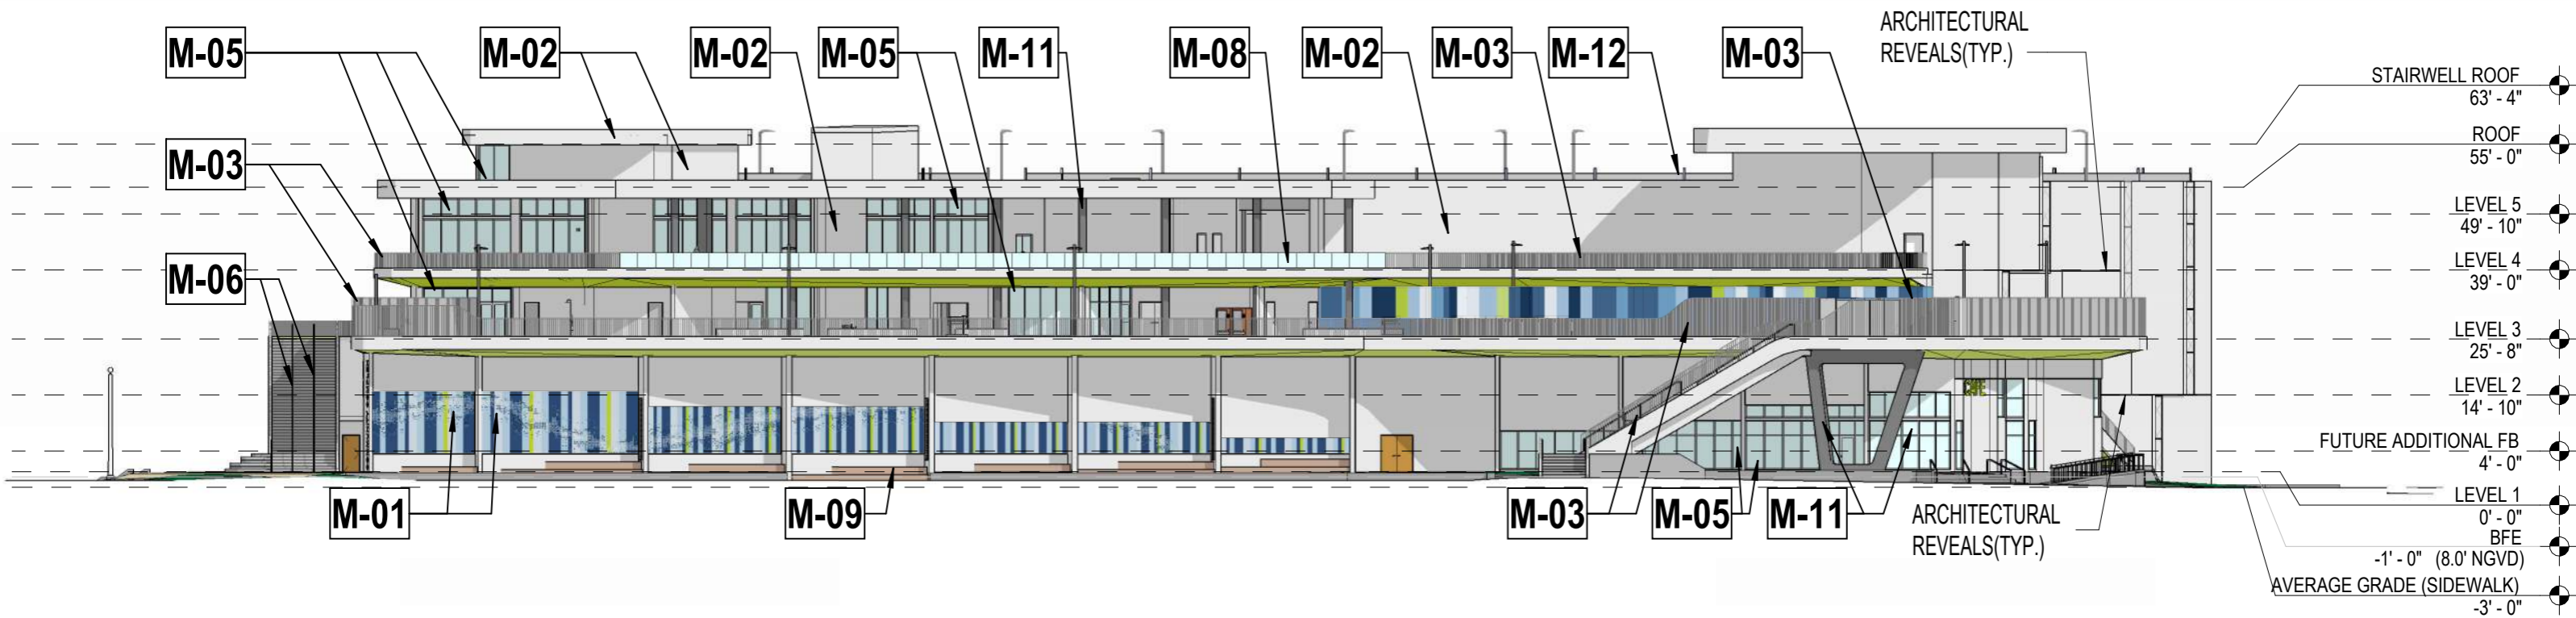 M-05
M-02
M-02
M-05
M-11
M-08
M-02
M-03
M-12
M-03
ARCHITECTURAL
REVEALS(TYP.)
M-03
M-06
STAIRWELL ROOF
63' - 4"
ROOF
55' - 0"
LEVEL 5
49' - 10"
LEVEL 4
39' - 0"
LEVEL 3
25' - 8"
LEVEL 2
14' - 10"
FUTURE ADDITIONAL FB
4' - 0"
LEVEL 1
0' - 0"
BFE
-1' - 0" (8.0' NGVD)
AVERAGE GRADE (SIDEWALK)
-3' - 0"
M-01
M-09
M-03
M-05
M-11
ARCHITECTURAL
REVEALS(TYP.)